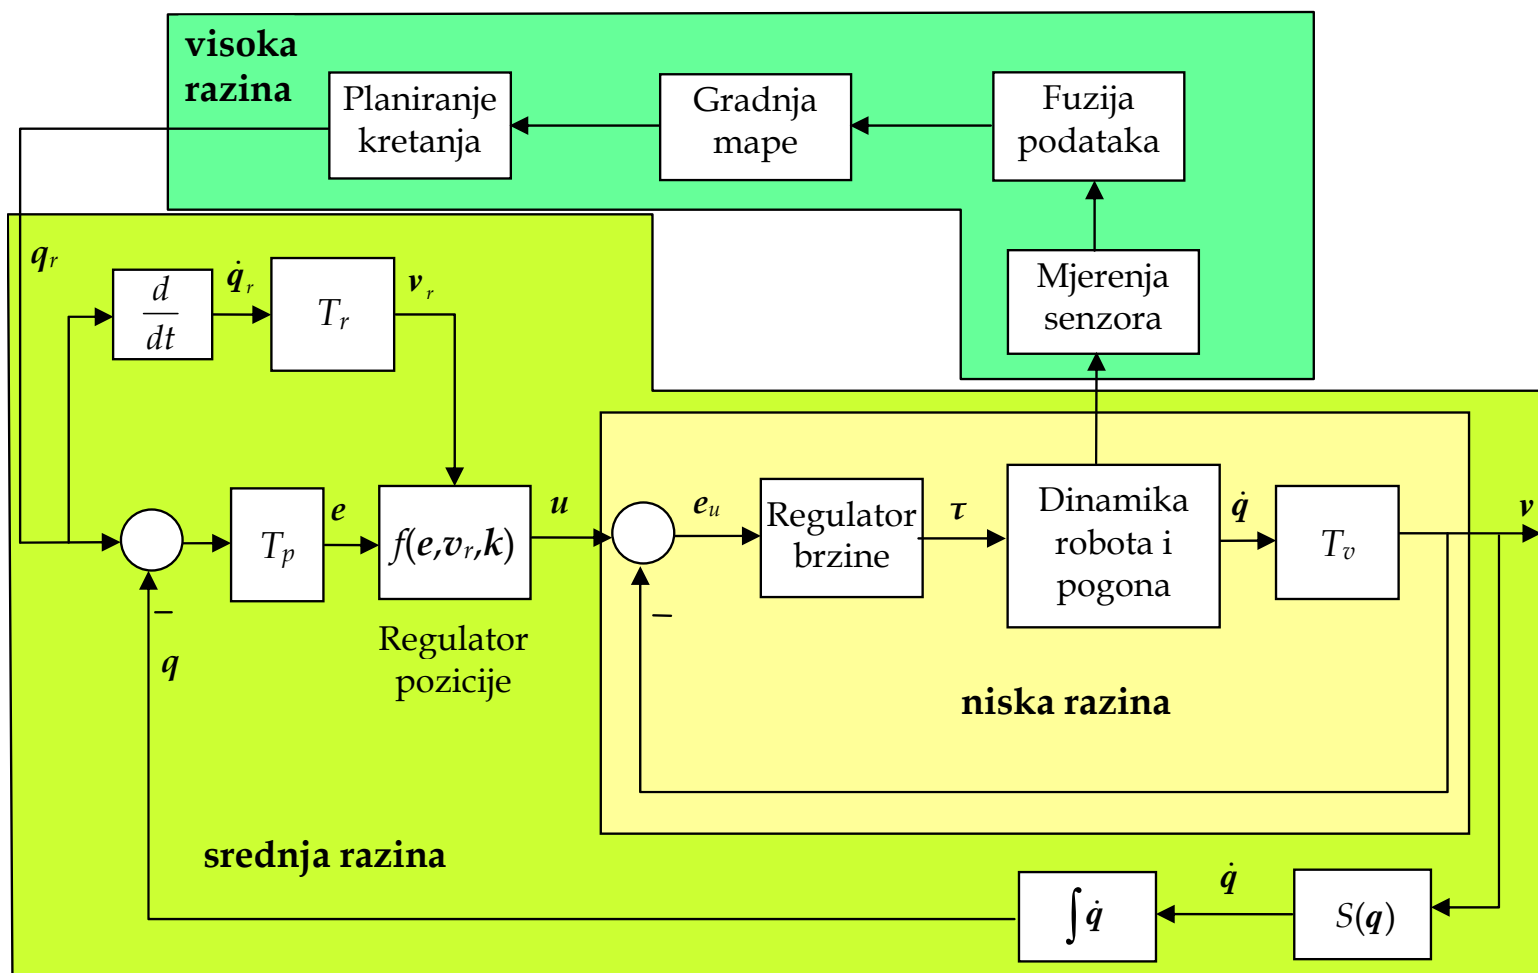 visoka
razina
Planiranje
kretanja
Gradnja
mape
Fuzija
podataka
Mjerenja
senzora
q_r
d
dt
q̇_r
T_r
v_r
T_p
e
f(e,v_r,k)
u
Regulator
pozicije
−
q
e_u
Regulator
brzine
τ
Dinamika
robota i
pogona
q̇
T_v
v
−
niska razina
srednja razina
∫q̇
q̇
S(q)